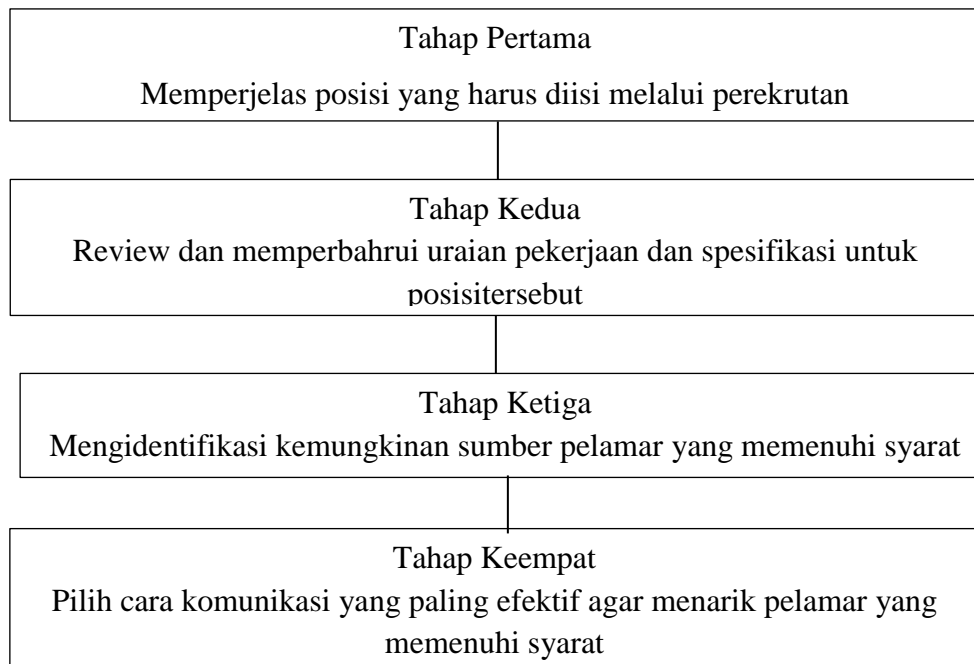 Tahap Pertama
Memperjelas posisi yang harus diisi melalui perekrutan
Tahap Kedua
Review dan memperbahrui uraian pekerjaan dan spesifikasi untuk
posisitersebut
Tahap Ketiga
Mengidentifikasi kemungkinan sumber pelamar yang memenuhi syarat
Tahap Keempat
Pilih cara komunikasi yang paling efektif agar menarik pelamar yang
memenuhi syarat